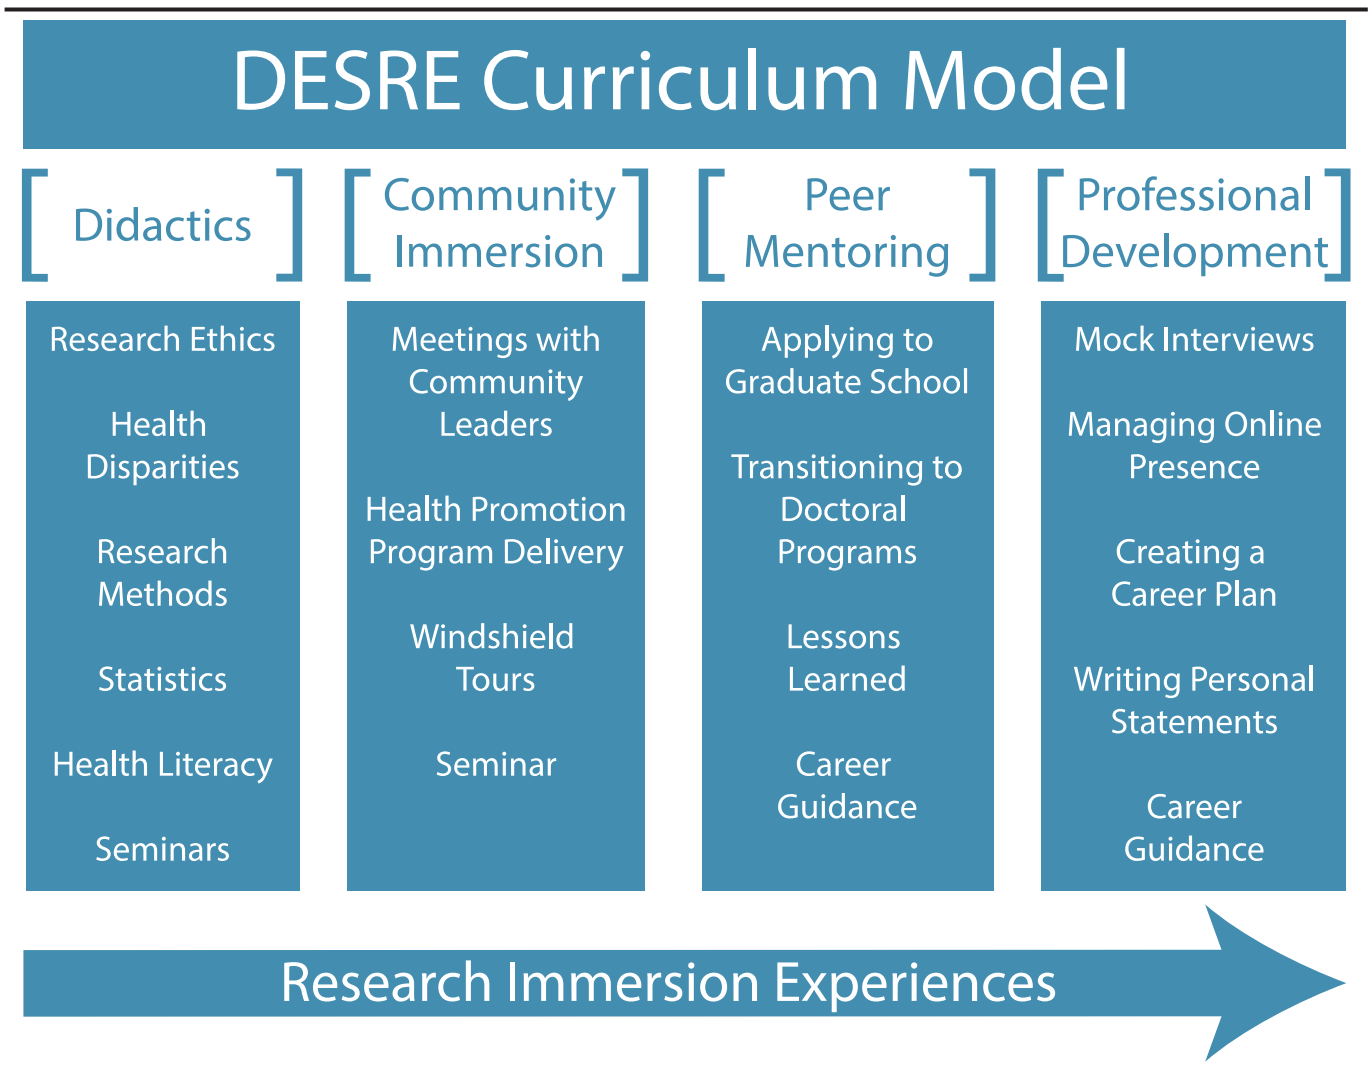 DESRE Curriculum Model
Didactics
Research Ethics
Health
Disparities
Research
Methods
Statistics
Health Literacy
Seminars
Community
Immersion
Meetings with
Community
Leaders
Health Promotion
Program Delivery
Windshield
Tours
Seminar
Peer
Mentoring
Applying to
Graduate School
Transitioning to
Doctoral
Programs
Lessons
Learned
Career
Guidance
Professional
Development
Mock Interviews
Managing Online
Presence
Creating a
Career Plan
Writing Personal
Statements
Career
Guidance
Research Immersion Experiences